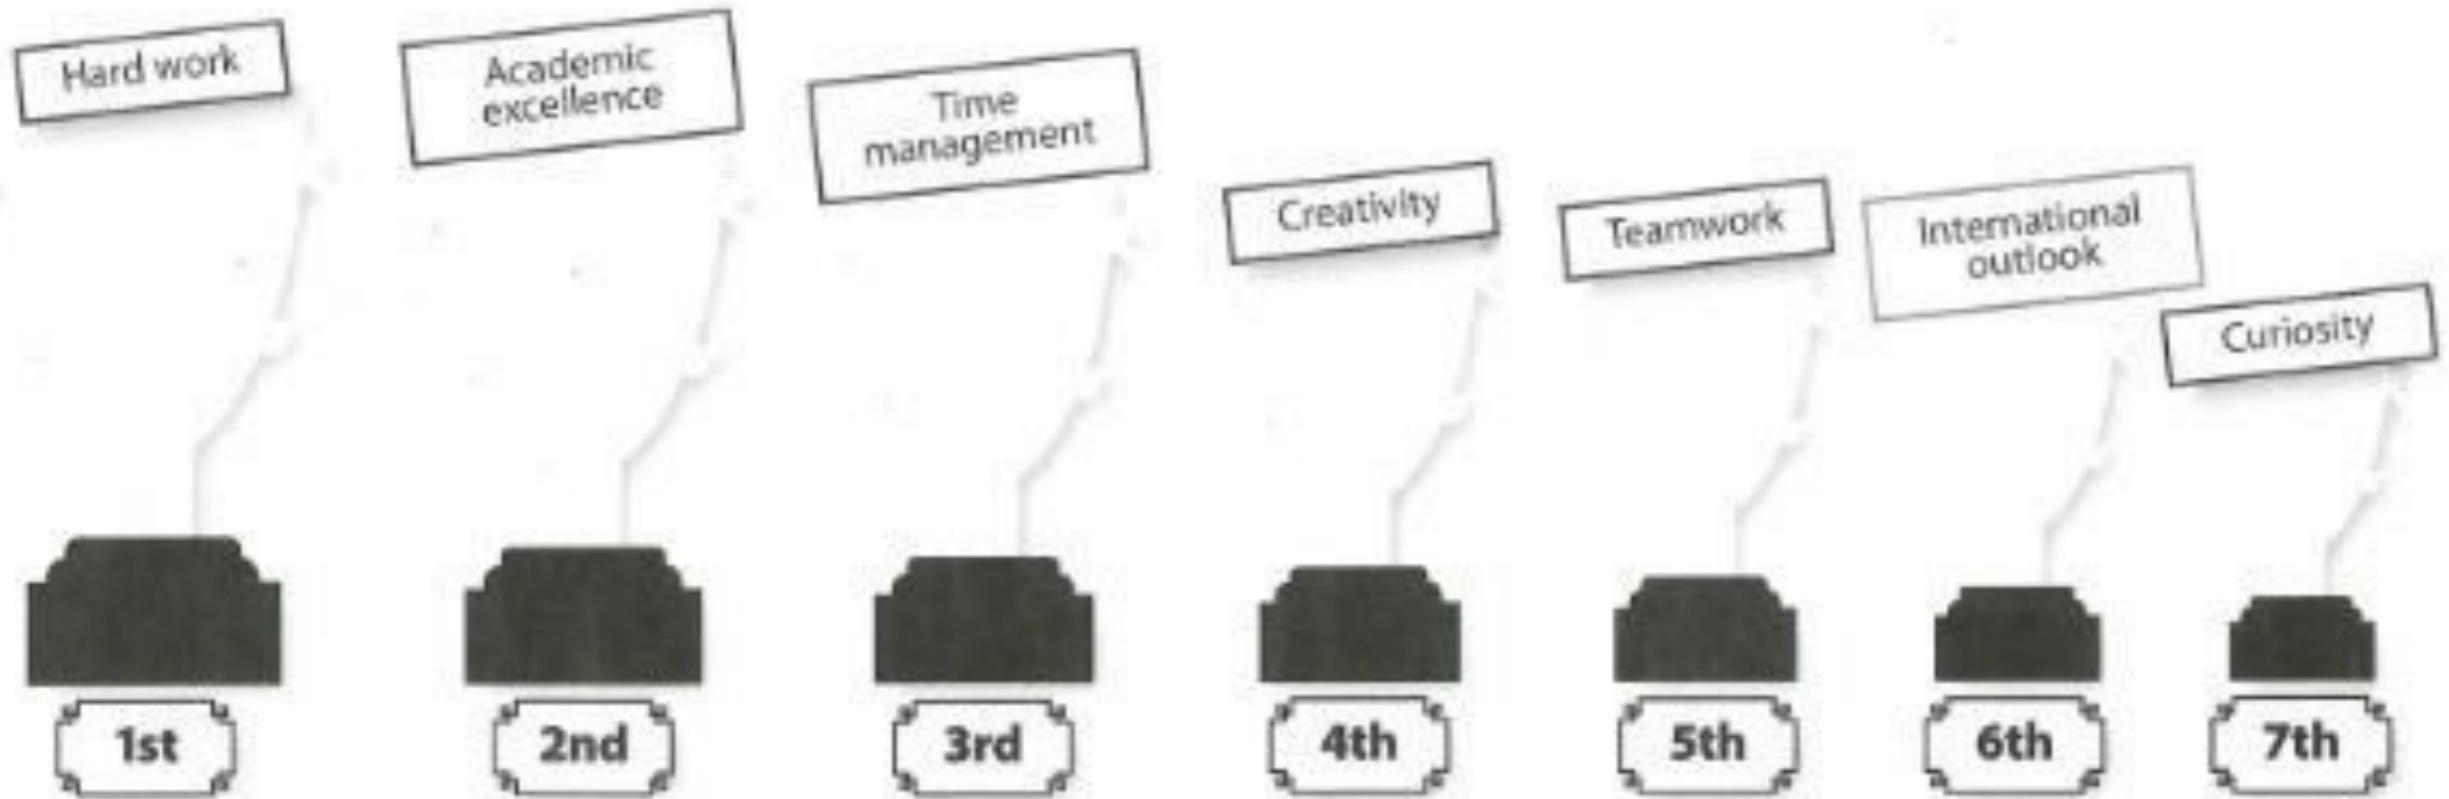 Hard work
Academic
excellence
Time
management
Creativity
Teamwork
International
outlook
Curiosity
1st
2nd
3rd
4th
5th
6th
7th